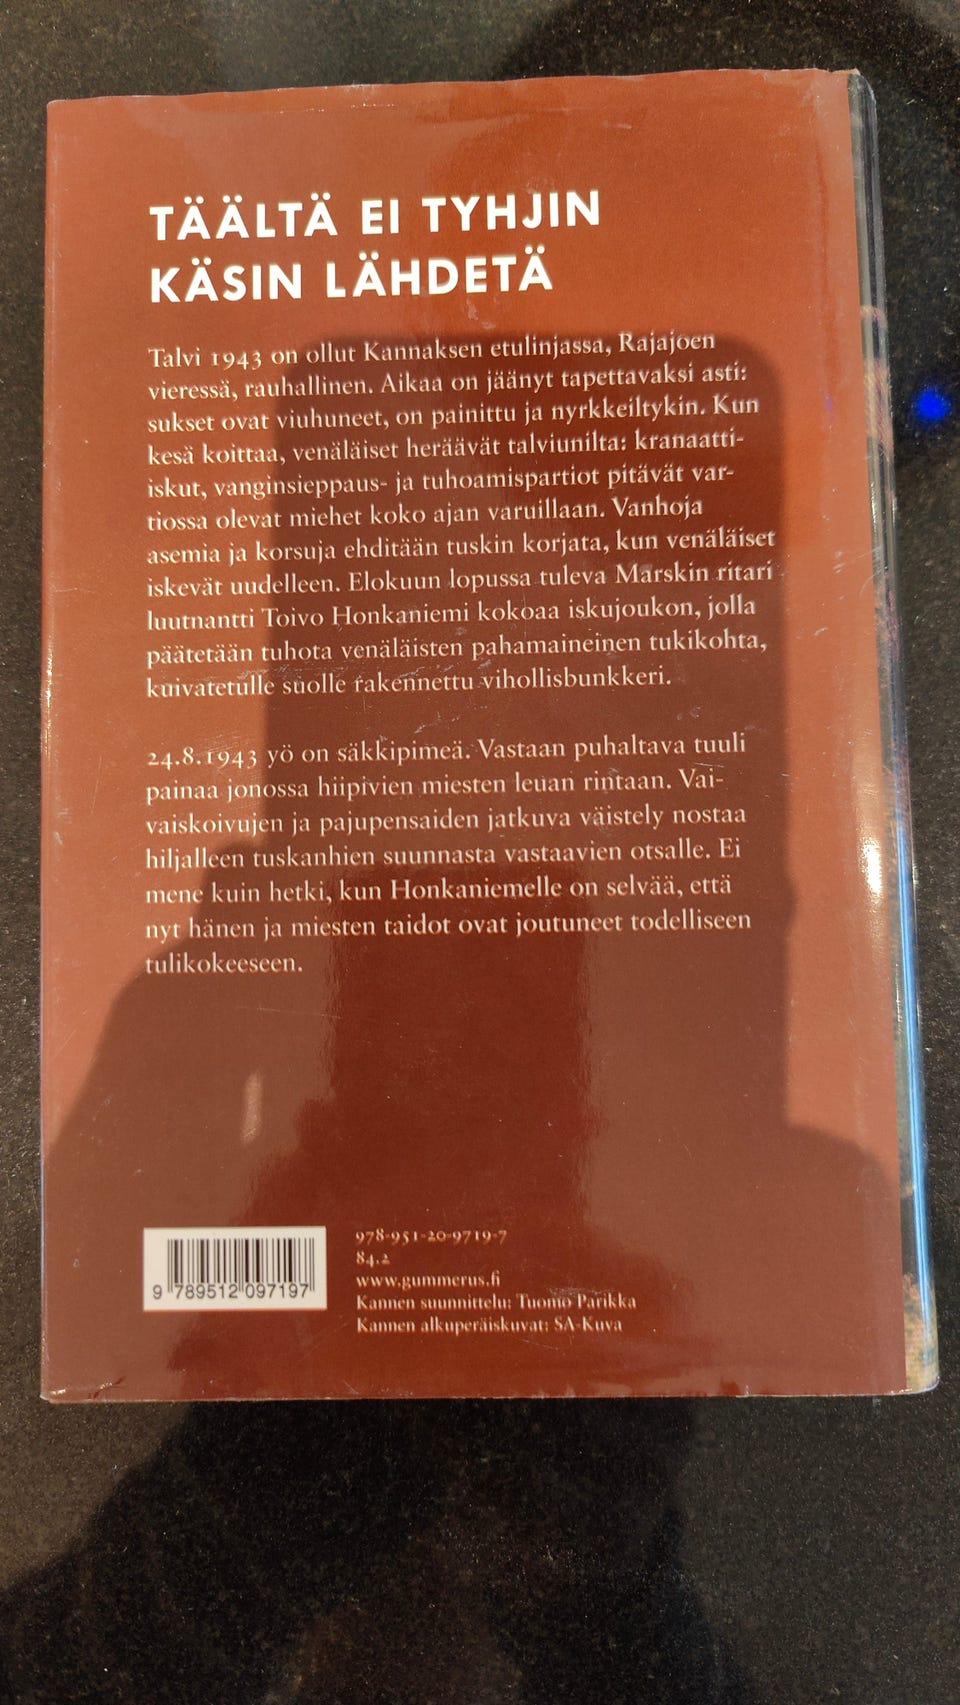 TÄÄLTÄ EI TYHJIN
KÄSIN LÄHDETÄ
Talvi 1943 on ollut Kannaksen etulinjassa, Rajajoen
vieressä, rauhallinen. Aikaa on jäänyt tapettavaksi asti:
sukset ovat viuhuneet, on painittu ja nyrkkeiltykin. Kun
kesä koittaa, venäläiset heräävät talviunilta: kranaatti-
iskut, vanginsieppaus- ja tuhoamispartiot pitävät var-
tiossa olevat miehet koko ajan varuillaan. Vanhoja
asemia ja korsuja ehditään tuskin korjata, kun venäläiset
iskevät uudelleen. Elokuun lopussa tuleva Marskin ritari
luutnantti Toivo Honkaniemi kokoaa iskujoukon, jolla
päätetään tuhota venäläisten pahamaineinen tukikohta,
kuivatetulle suolle rakennettu vihollisbunkkeri.
24.8.1943 yö on säkkipimeä. Vastaan puhaltava tuuli
painaa jonossa hiipivien miesten leuan rintaan. Vai-
vaiskoivujen ja pajupensaiden jatkuva väistely nostaa
hiljalleen tuskanhien suunnasta vastaavien otsalle. Ei
mene kuin hetki, kun Honkaniemelle on selvää, että
nyt hänen ja miesten taidot ovat joutuneet todelliseen
tulikokeeseen.
978-951-20-9719-7
84.2
www.gummerus.fi
Kannen suunnittelu: Tuomo Parikka
Kannen alkuperäiskuvat: SA-Kuva
9 789512 097197